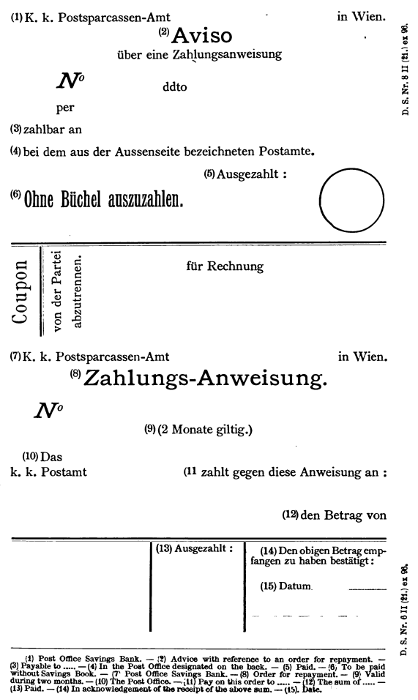 (1) K. k. Postsparcassen-Amt in Wien.
(2) Aviso
über eine Zahlungsanweisung
No ddto
per
(3) zahlbar an
(4) bei dem aus der Aussenseite bezeichneten Postamte.
(5) Ausgezahlt :
(6) Ohne Büchel auszuzahlen.
D. S. Nr. 8 II (21.) ex 96.
Coupon
von der Partei
abzutrennen.
für Rechnung
(7) K. k. Postsparcassen-Amt in Wien.
(8) Zahlungs-Anweisung.
No
(9) (2 Monate giltig.)
(10) Das
k. k. Postamt (11 zahlt gegen diese Anweisung an :
(12) den Betrag von
(13) Ausgezahlt :
(14) Den obigen Betrag emp-
fangen zu haben bestätigt :
(15) Datum
D. S. Nr. 6 II (21.) ex 96.
(1) Post Office Savings Bank. — (2) Advice with reference to an order for repayment. —
(3) Payable to ..... — (4) In the Post Office designated on the back. — (5) Paid. — (6) To be paid
without Savings Book. — (7' Post Office Savings Bank. — (8) Order for repayment. — (9) Valid
during two months. — (10) The Post Office. — (11) Pay on this order to ..... — (12) The sum of ..... —
(13) Paid. — (14) In acknowledgement of the receipt of the above sum. — (15). Date.